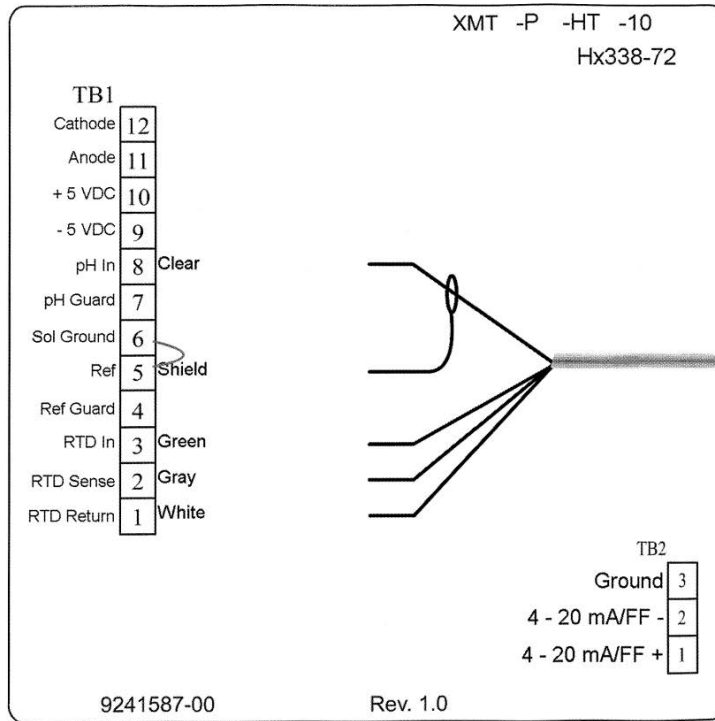 XMT -P -HT -10
Hx338-72
TB1
Cathode 12
Anode 11
+ 5 VDC 10
- 5 VDC 9
pH In 8 Clear
pH Guard 7
Sol Ground 6
Ref 5 Shield
Ref Guard 4
RTD In 3 Green
RTD Sense 2 Gray
RTD Return 1 White
TB2
Ground 3
4 - 20 mA/FF - 2
4 - 20 mA/FF + 1
9241587-00 Rev. 1.0